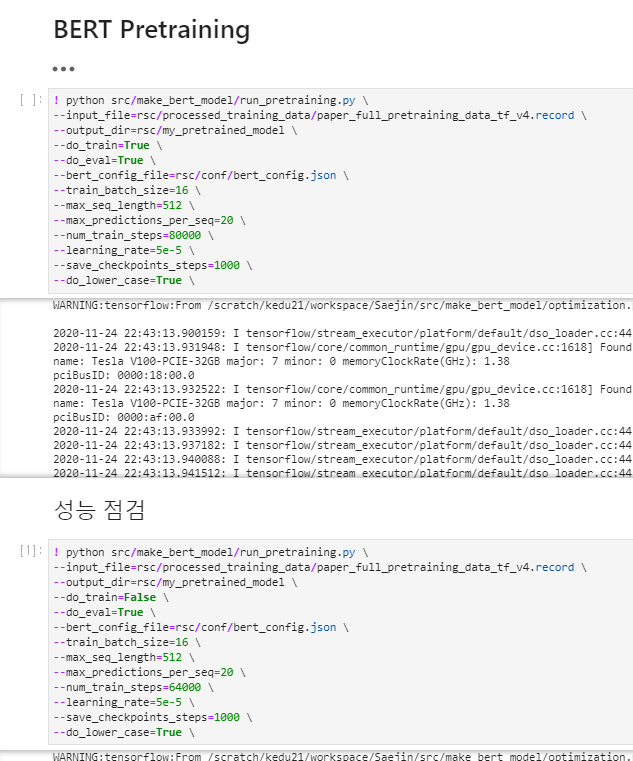 BERT Pretraining
•••
[ ]: ! python src/make_bert_model/run_pretraining.py \
--input_file=rsc/processed_training_data/paper_full_pretraining_data_tf_v4.record \
--output_dir=rsc/my_pretrained_model \
--do_train=True \
--do_eval=True \
--bert_config_file=rsc/conf/bert_config.json \
--train_batch_size=16 \
--max_seq_length=512 \
--max_predictions_per_seq=20 \
--num_train_steps=80000 \
--learning_rate=5e-5 \
--save_checkpoints_steps=1000 \
--do_lower_case=True \
WARNING:tensorflow:From /scratch/kedu21/workspace/Saejin/src/make_bert_model/optimization.
2020-11-24 22:43:13.900159: I tensorflow/stream_executor/platform/default/dso_loader.cc:44
2020-11-24 22:43:13.931948: I tensorflow/core/common_runtime/gpu/gpu_device.cc:1618] Found
name: Tesla V100-PCIE-32GB major: 7 minor: 0 memoryClockRate(GHz): 1.38
pciBusID: 0000:18:00.0
2020-11-24 22:43:13.932522: I tensorflow/core/common_runtime/gpu/gpu_device.cc:1618] Found
name: Tesla V100-PCIE-32GB major: 7 minor: 0 memoryClockRate(GHz): 1.38
pciBusID: 0000:af:00.0
2020-11-24 22:43:13.933992: I tensorflow/stream_executor/platform/default/dso_loader.cc:44
2020-11-24 22:43:13.937182: I tensorflow/stream_executor/platform/default/dso_loader.cc:44
2020-11-24 22:43:13.940088: I tensorflow/stream_executor/platform/default/dso_loader.cc:44
2020-11-24 22:43:13.941512: I tensorflow/stream_executor/platform/default/dso_loader.cc:44
성능 점검
[1]: ! python src/make_bert_model/run_pretraining.py \
--input_file=rsc/processed_training_data/paper_full_pretraining_data_tf_v4.record \
--output_dir=rsc/my_pretrained_model \
--do_train=False \
--do_eval=True \
--bert_config_file=rsc/conf/bert_config.json \
--train_batch_size=16 \
--max_seq_length=512 \
--max_predictions_per_seq=20 \
--num_train_steps=64000 \
--learning_rate=5e-5 \
--save_checkpoints_steps=1000 \
--do_lower_case=True \
WARNING:tensorflow:From /scratch/kedu21/workspace/Saejin/src/make_bert_model/optimization.